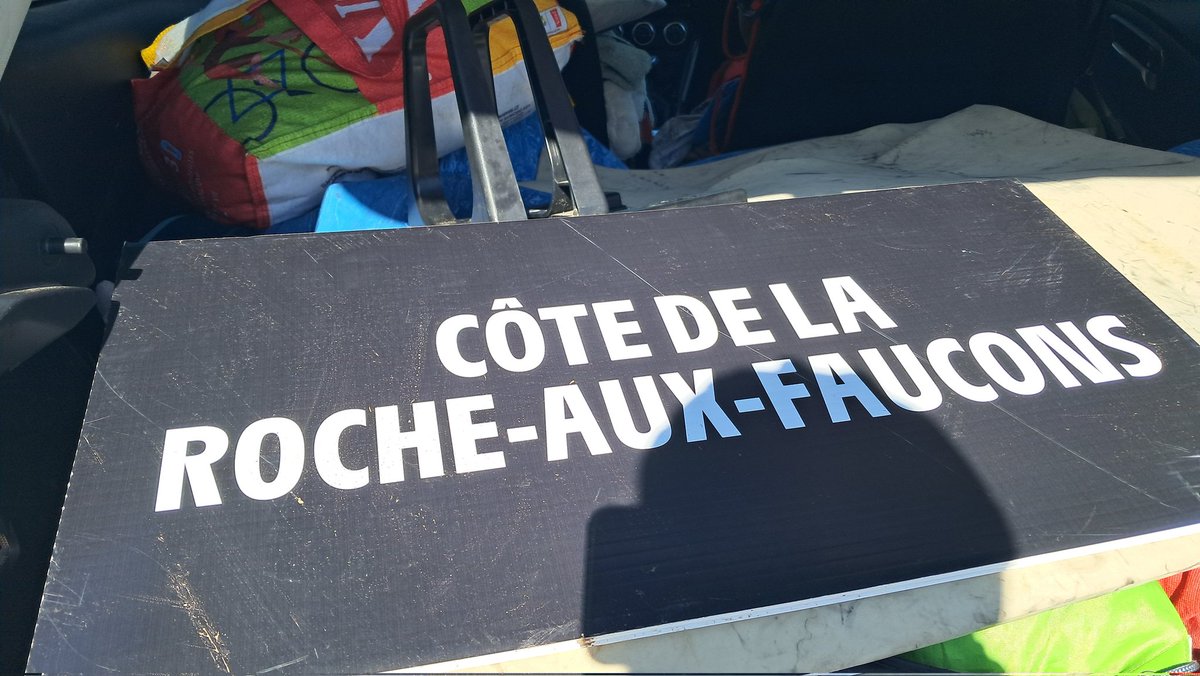 CÔTE DE LA
ROCHE-AUX-FAUCONS